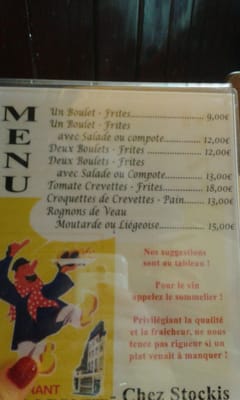 MENU
Un Boulet - Frites.................. 9,00€
Un Boulet - Frites
avec Salade ou compote............12,00€
Deux Boulets - Frites.................12,00€
Deux Boulets - Frites
avec Salade ou Compote...........13,00€
Tomate Crevettes - Frites............18,00€
Croquettes de Crevettes - Pain.....13,00€
Rognons de Veau
Moutarde ou Liégeoise..............15,00€
Nos suggestions
sont au tableau !
Pour le vin
appelez le sommelier !
Privilégiant la qualité
et la fraîcheur, ne nous
tenez pas rigueur si un
plat venait à manquer !
NANT
- Chez Stockis